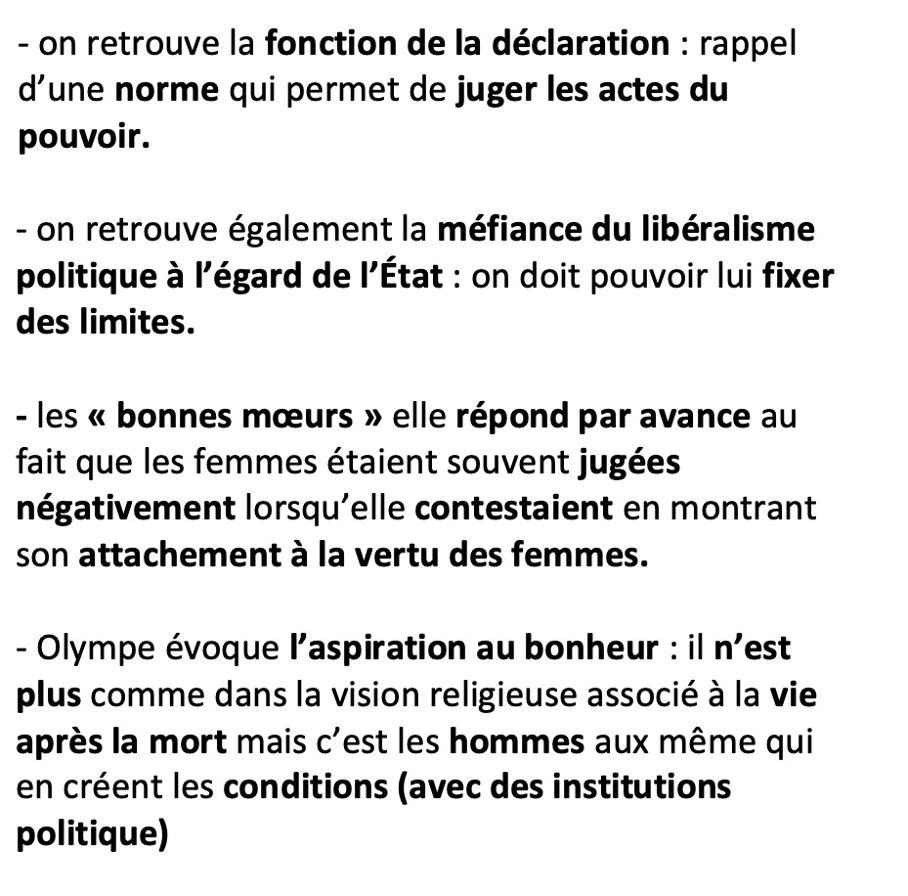 - on retrouve la fonction de la déclaration : rappel
d’une norme qui permet de juger les actes du
pouvoir.
- on retrouve également la méfiance du libéralisme
politique à l’égard de l’État : on doit pouvoir lui fixer
des limites.
- les « bonnes mœurs » elle répond par avance au
fait que les femmes étaient souvent jugées
négativement lorsqu’elle contestaient en montrant
son attachement à la vertu des femmes.
- Olympe évoque l’aspiration au bonheur : il n’est
plus comme dans la vision religieuse associé à la vie
après la mort mais c’est les hommes aux même qui
en créent les conditions (avec des institutions
politique)